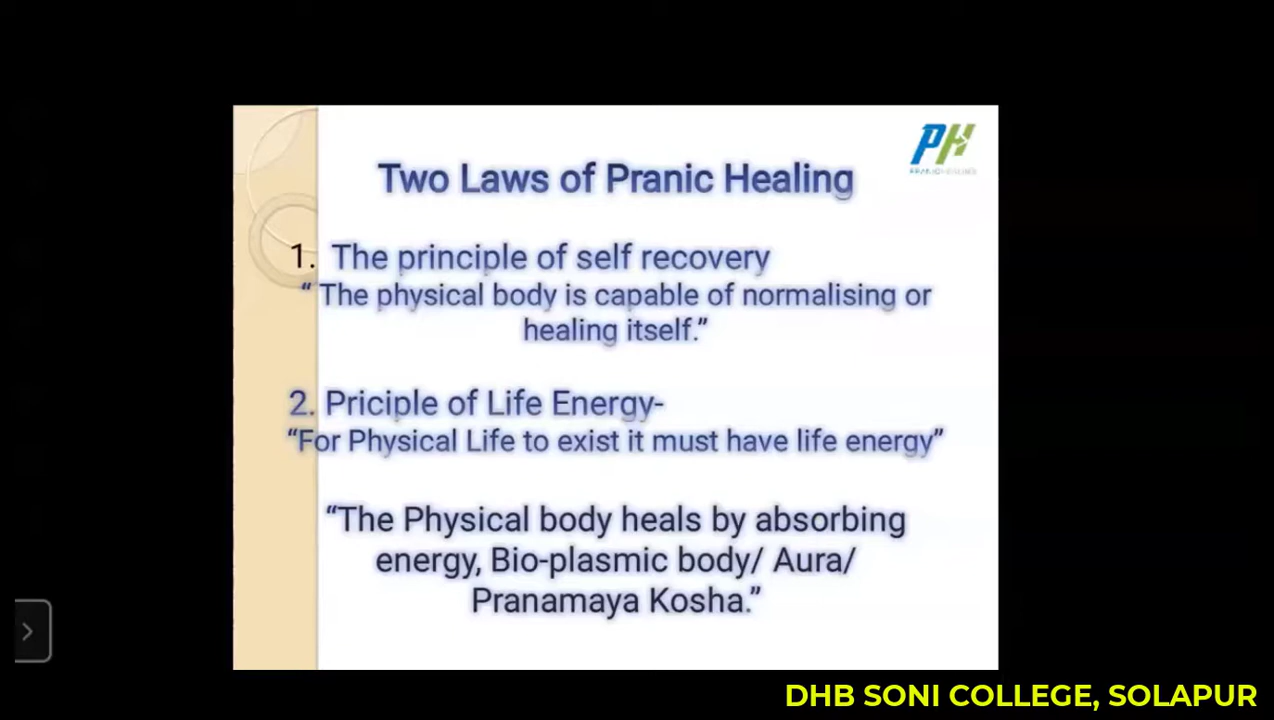 PH
PRANIC HEALING
Two Laws of Pranic Healing
1. The principle of self recovery
“ The physical body is capable of normalising or
healing itself.”
2. Priciple of Life Energy-
“For Physical Life to exist it must have life energy”
“The Physical body heals by absorbing
energy, Bio-plasmic body/ Aura/
Pranamaya Kosha.”
DHB SONI COLLEGE, SOLAPUR